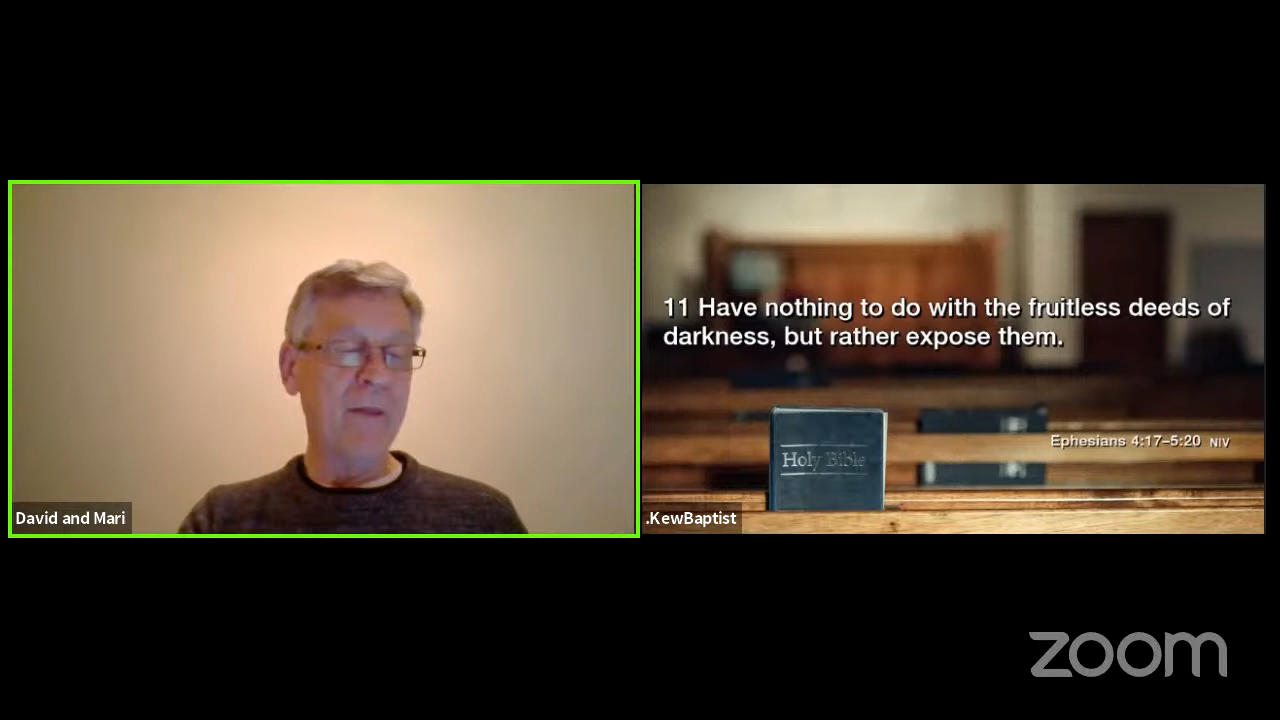 11 Have nothing to do with the fruitless deeds of
darkness, but rather expose them.
Ephesians 4:17–5:20 NIV
Holy Bible
David and Mari
.KewBaptist
zoom